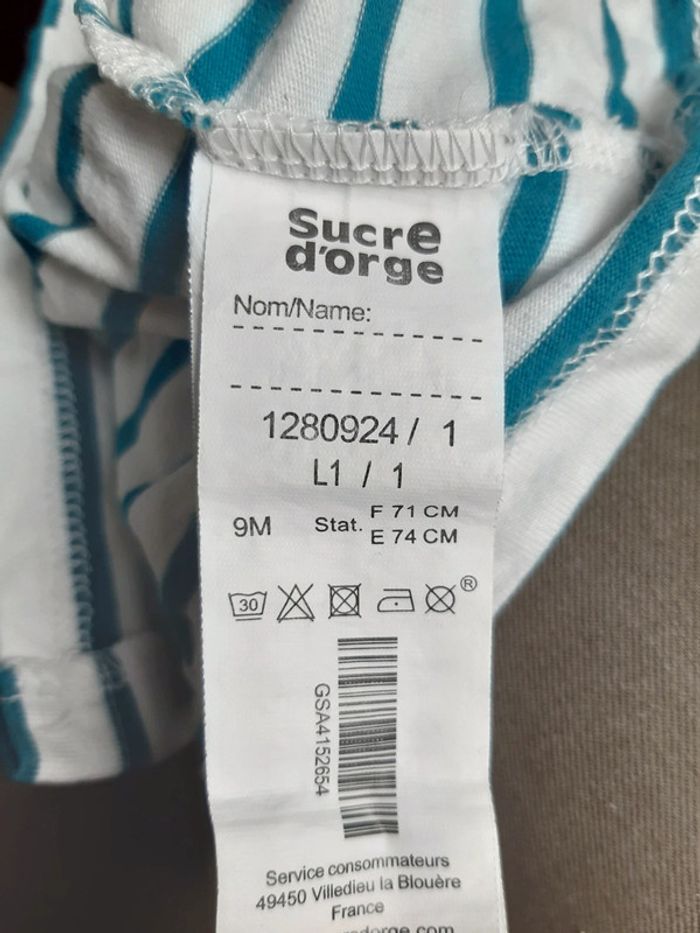 Sucre
d'orge
Nom/Name:
1280924 / 1
L1 / 1
9M Stat. F 71 CM
E 74 CM
30
®
GSA4152654
Service consommateurs
49450 Villedieu la Blouère
France